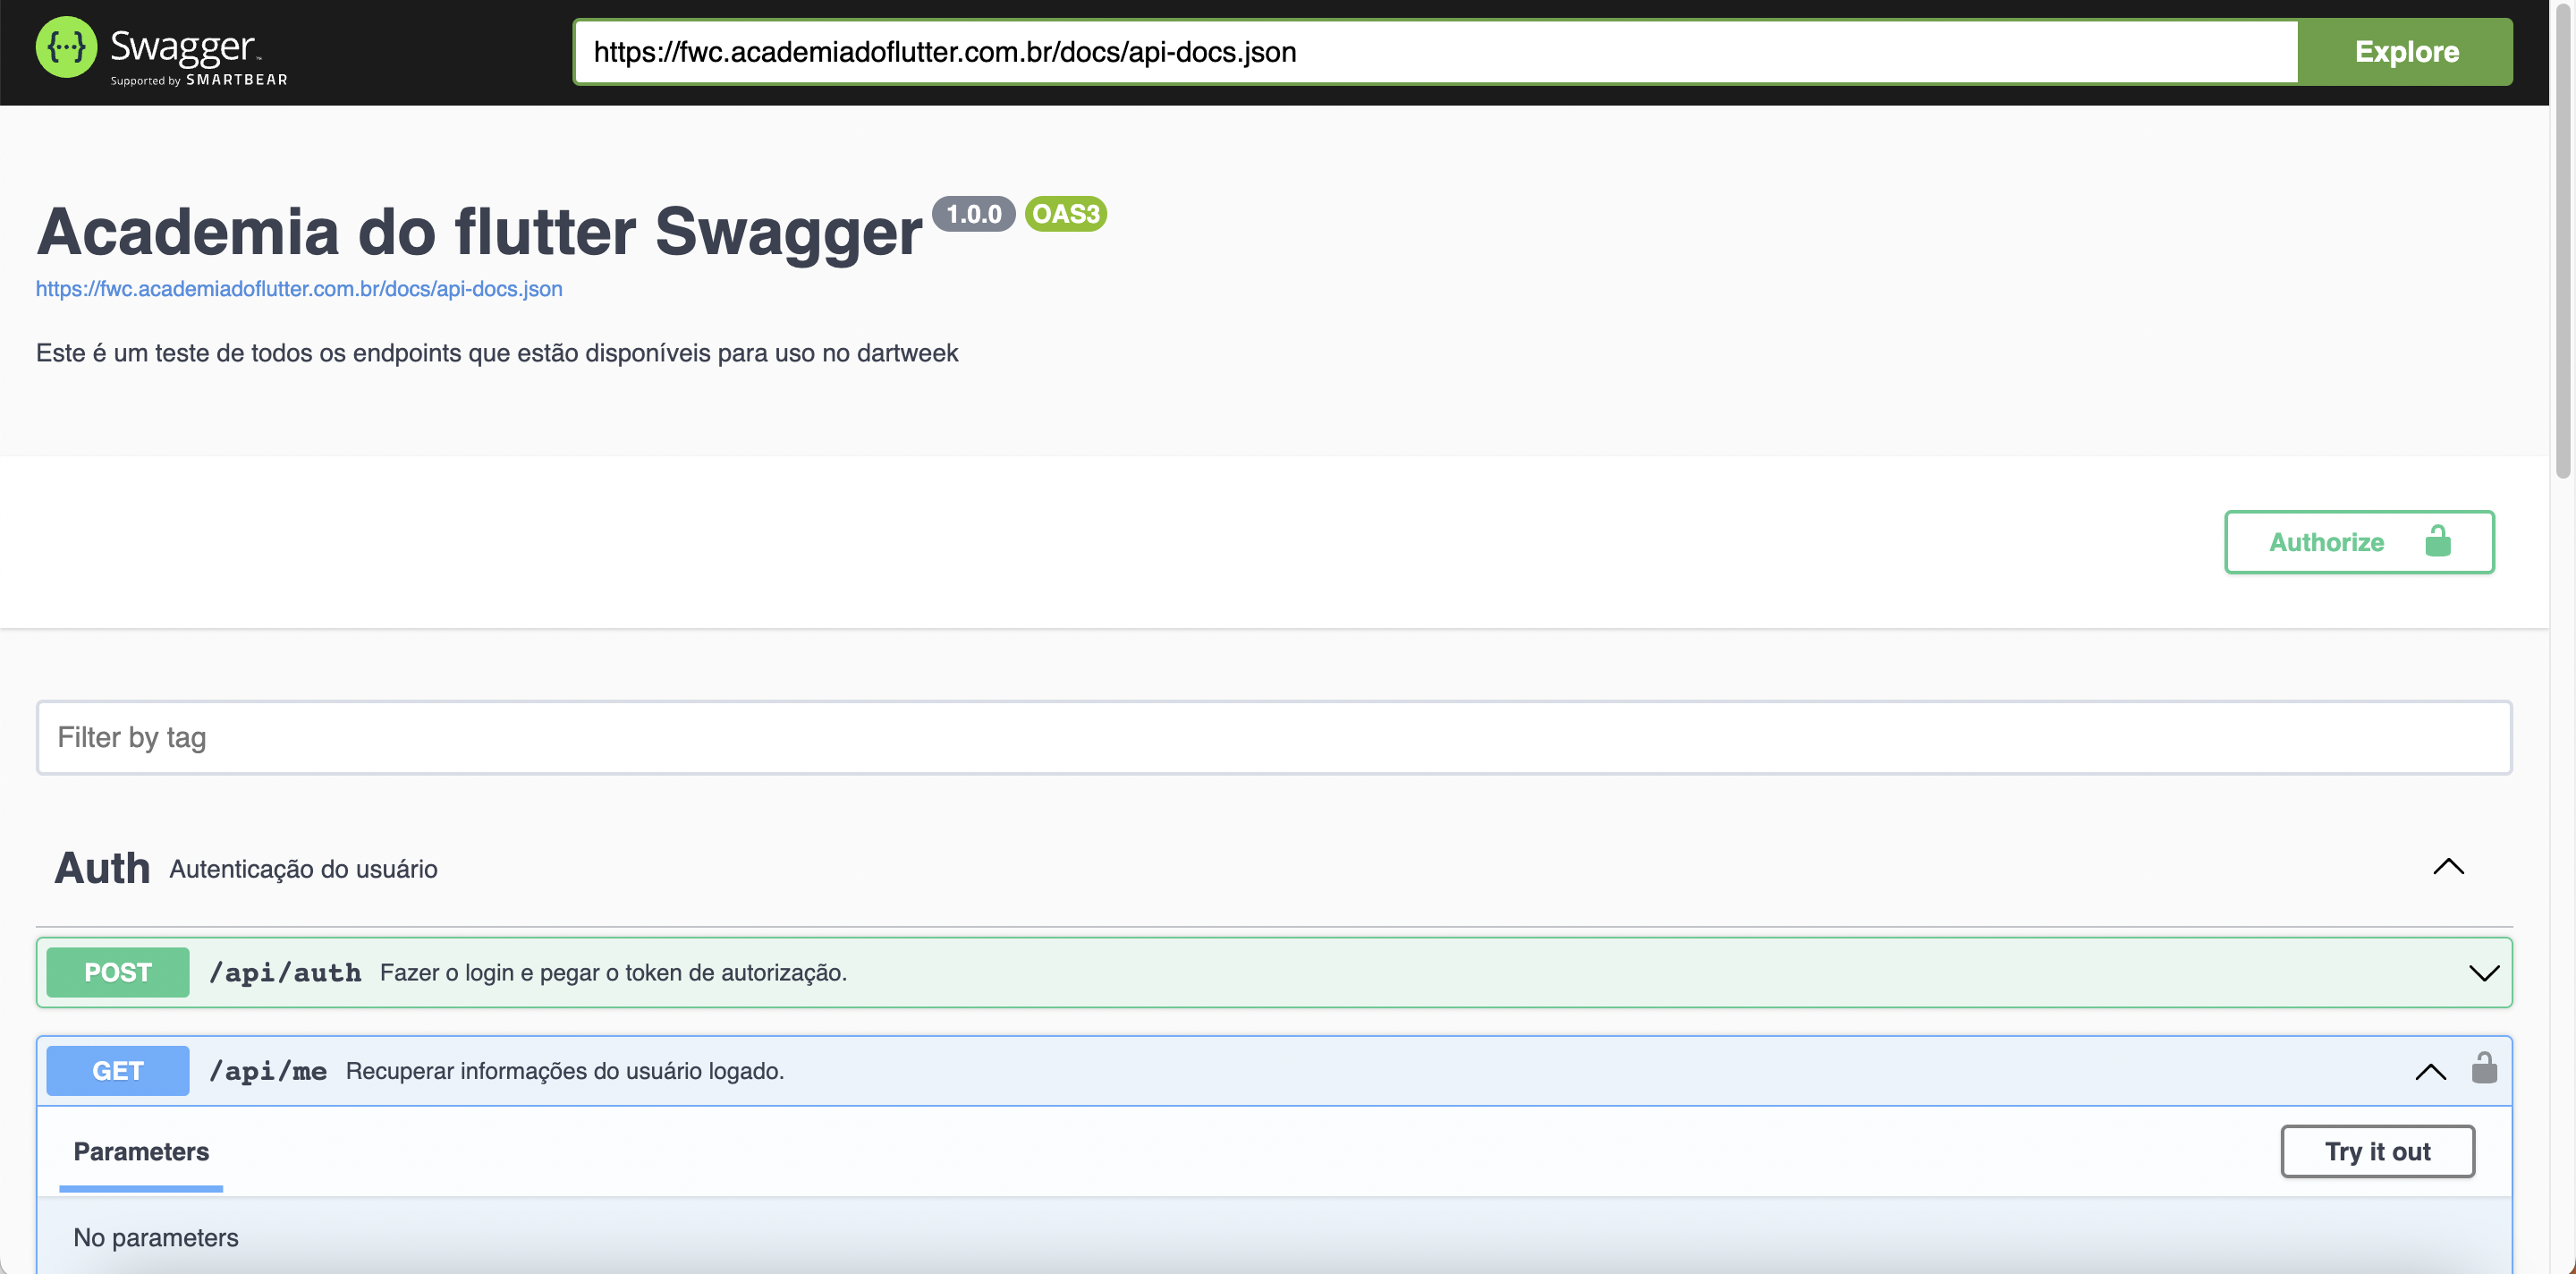 {···} Swagger™
Supported by SMARTBEAR
https://fwc.academiadoflutter.com.br/docs/api-docs.json
Explore
Academia do flutter Swagger 1.0.0 OAS3
https://fwc.academiadoflutter.com.br/docs/api-docs.json
Este é um teste de todos os endpoints que estão disponíveis para uso no dartweek
Authorize
Filter by tag
Auth Autenticação do usuário
POST /api/auth Fazer o login e pegar o token de autorização.
GET /api/me Recuperar informações do usuário logado.
Parameters
Try it out
No parameters